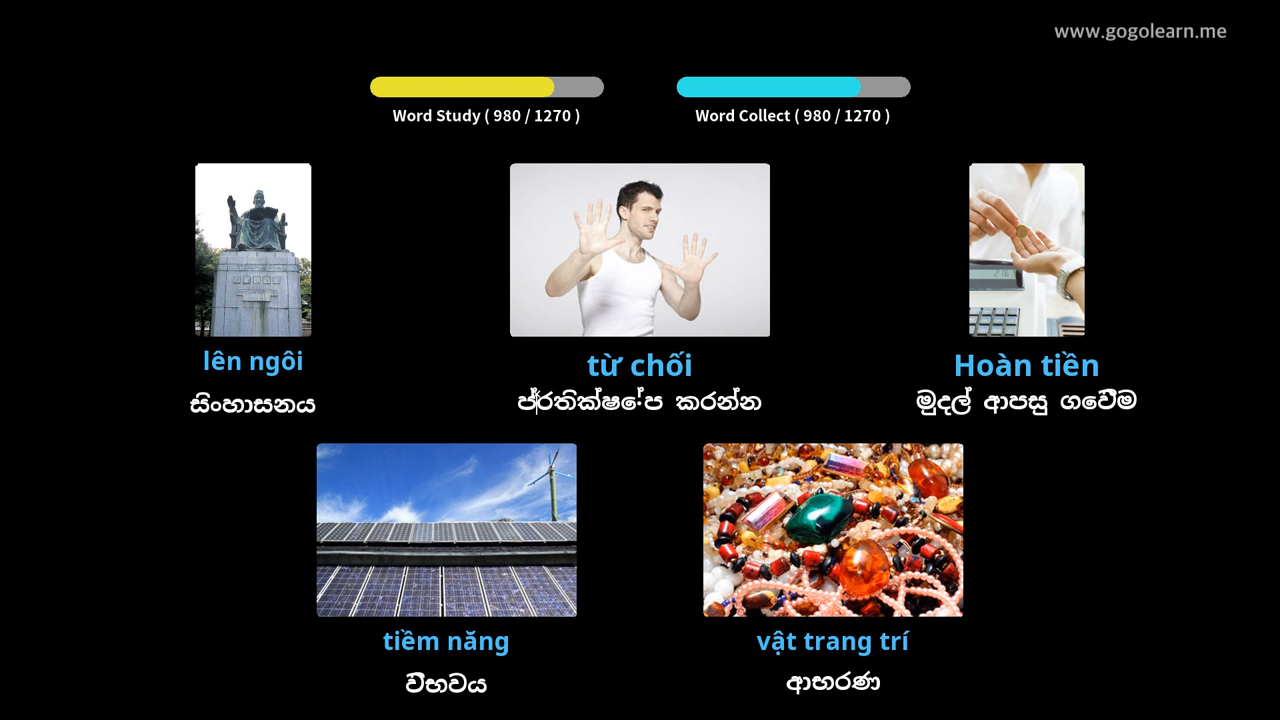 www.gogolearn.me
Word Study ( 980 / 1270 )
Word Collect ( 980 / 1270 )
lên ngôi
සිංහාසනය
từ chối
ප්‍රතික්ෂේප කරන්න
Hoàn tiền
මුදල් ආපසු ගෙවීම
tiềm năng
විභවය
vật trang trí
ආභරණ